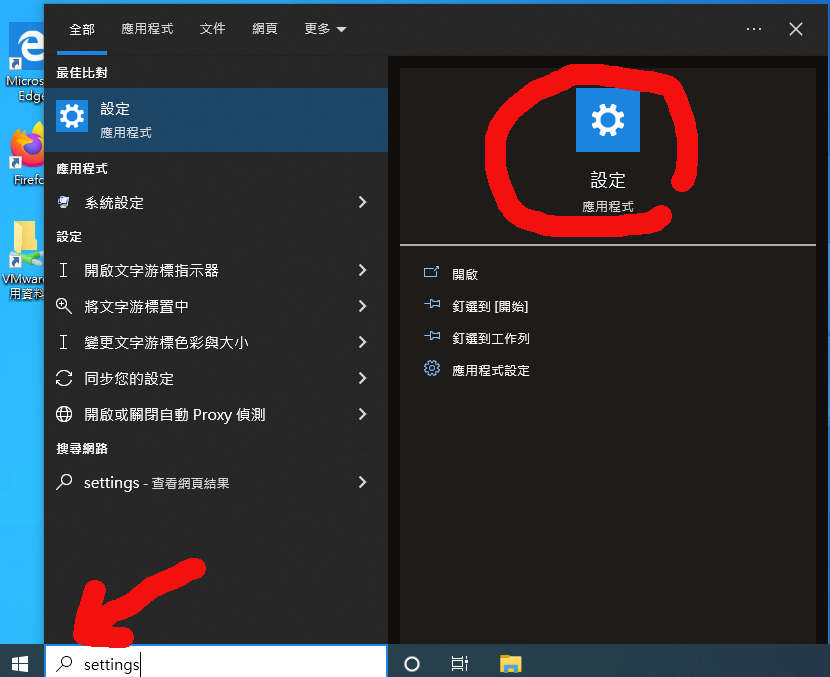 全部 應用程式 文件 網頁 更多
Micros
Edge
Firefo
VMware
用資料
最佳比對
設定
應用程式
應用程式
系統設定
設定
開啟文字游標指示器
將文字游標置中
變更文字游標色彩與大小
同步您的設定
開啟或關閉自動 Proxy 偵測
搜尋網路
settings - 查看網頁結果
設定
應用程式
開啟
釘選到 [開始]
釘選到工作列
應用程式設定
settings